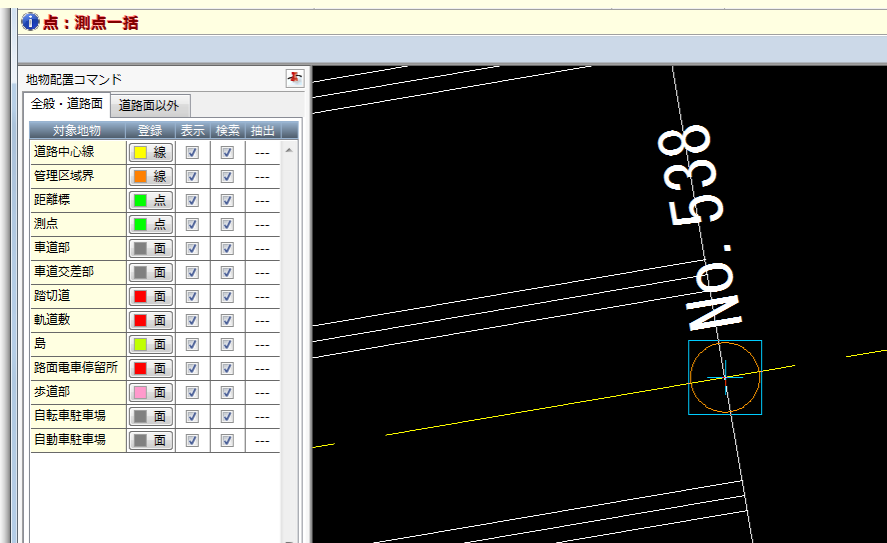 点：測点一括
地物配置コマンド
全般・道路面 道路面以外
対象地物 登録 表示 検索 抽出
道路中心線 線 ---
管理区域界 線 ---
距離標 点 ---
測点 点 ---
車道部 面 ---
車道交差部 面 ---
踏切道 面 ---
軌道敷 面 ---
島 面 ---
路面電車停留所 面 ---
歩道部 面 ---
自転車駐車場 面 ---
自動車駐車場 面 ---
No. 538